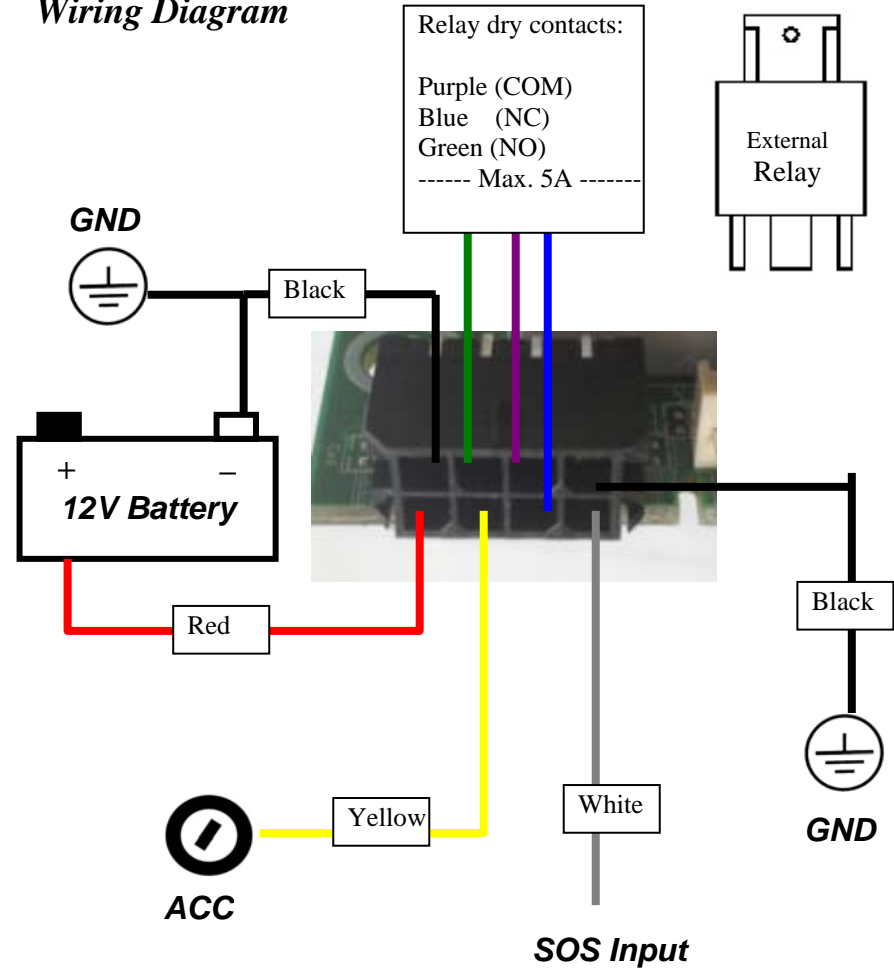 Wiring Diagram
Relay dry contacts:
Purple (COM)
Blue (NC)
Green (NO)
------ Max. 5A -------
External
Relay
GND
Black
+ –
12V Battery
Red
Black
Yellow
White
GND
ACC
SOS Input